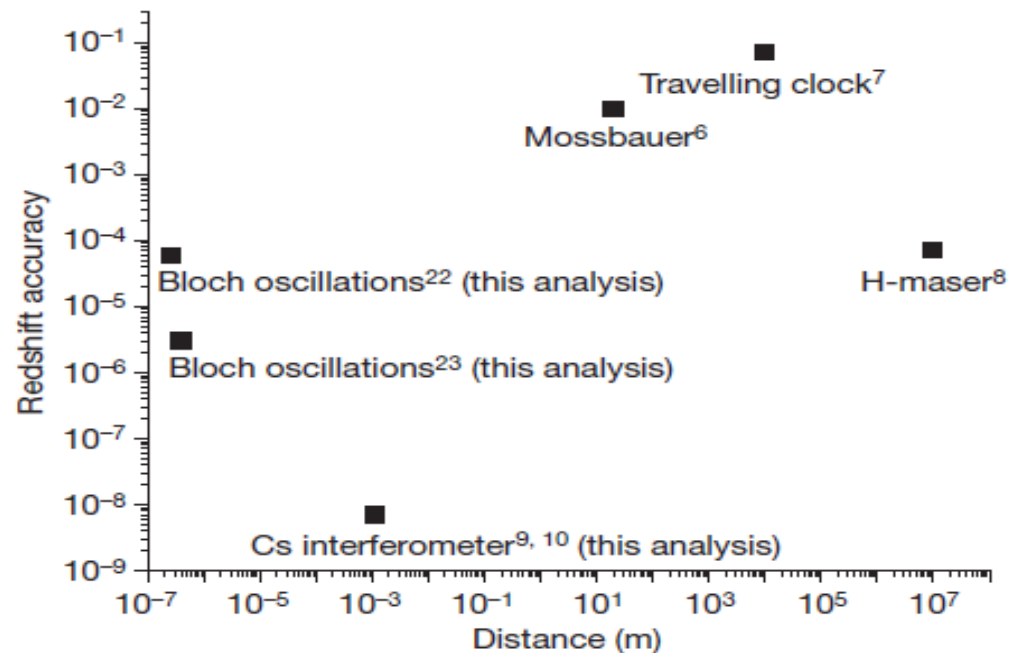 10⁻¹
Travelling clock⁷
10⁻²
Mossbauer⁶
10⁻³
10⁻⁴
Bloch oscillations²² (this analysis)
H-maser⁸
10⁻⁵
Bloch oscillations²³ (this analysis)
10⁻⁶
10⁻⁷
10⁻⁸
Cs interferometer⁹, ¹⁰ (this analysis)
10⁻⁹
Redshift accuracy
10⁻⁷ 10⁻⁵ 10⁻³ 10⁻¹ 10¹ 10³ 10⁵ 10⁷
Distance (m)